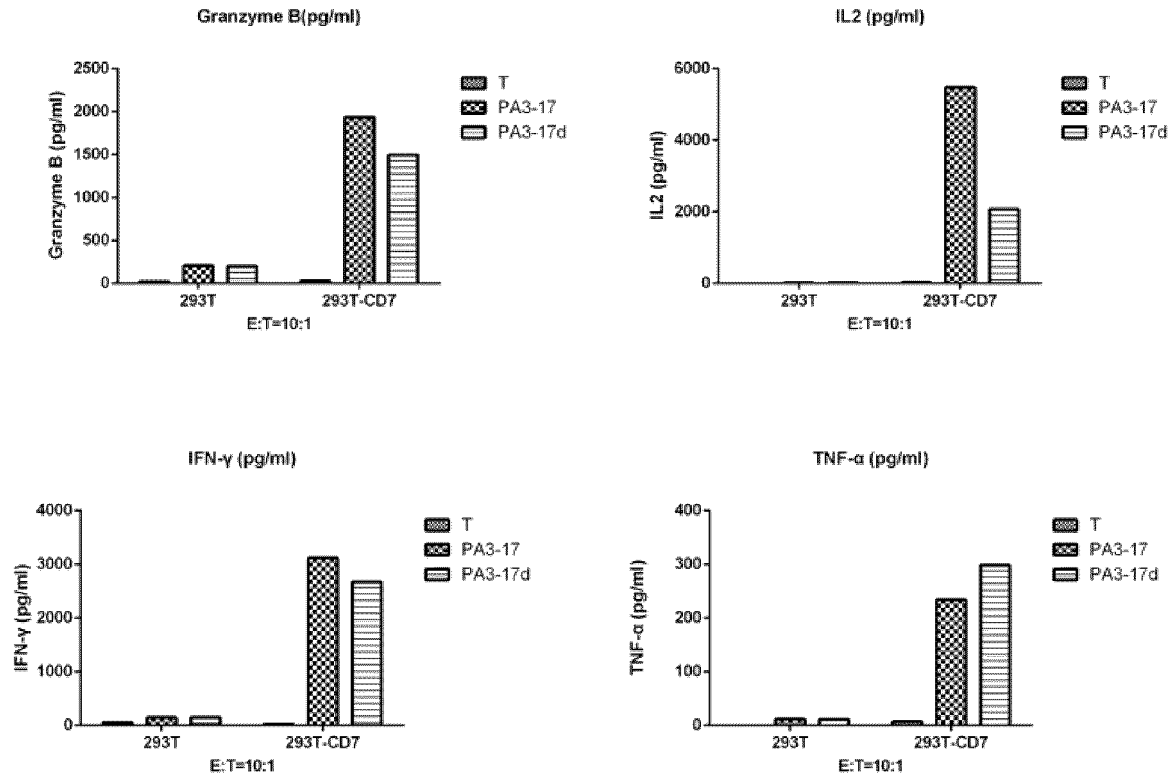 Granzyme B(pg/ml)
Granzyme B (pg/ml)
2500
2000
1500
1000
500
0
293T
293T-CD7
E:T=10:1
T
PA3-17
PA3-17d
IL2 (pg/ml)
IL2 (pg/ml)
6000
4000
2000
0
293T
293T-CD7
E:T=10:1
T
PA3-17
PA3-17d
IFN-γ (pg/ml)
IFN-γ (pg/ml)
4000
3000
2000
1000
0
293T
293T-CD7
E:T=10:1
T
PA3-17
PA3-17d
TNF-α (pg/ml)
TNF-α (pg/ml)
400
300
200
100
0
293T
293T-CD7
E:T=10:1
T
PA3-17
PA3-17d